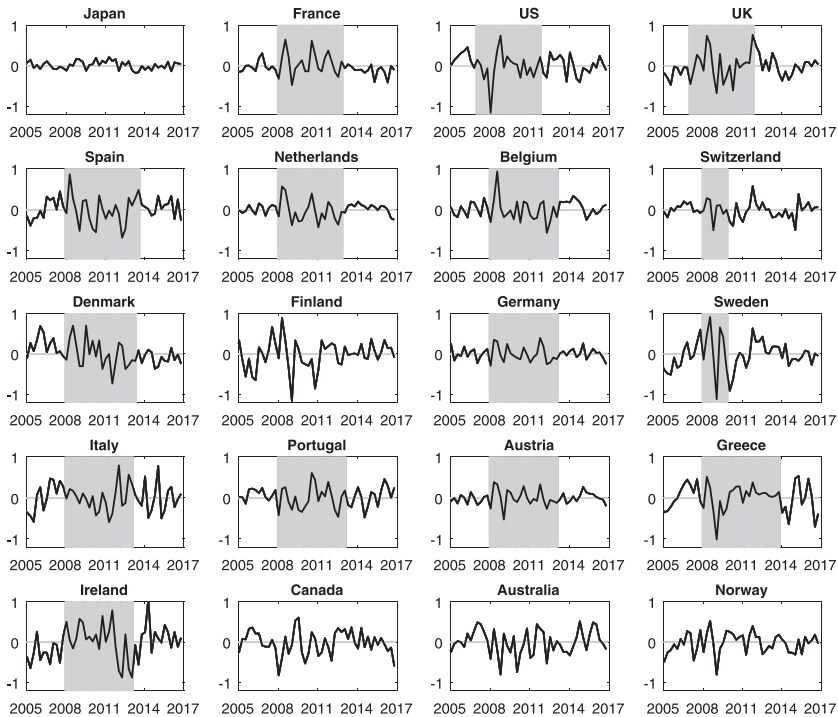 Japan France US UK
1 1 1 1
0 0 0 0
-1 -1 -1 -1
2005 2008 2011 2014 2017 2005 2008 2011 2014 2017 2005 2008 2011 2014 2017 2005 2008 2011 2014 2017
Spain Netherlands Belgium Switzerland
1 1 1 1
0 0 0 0
-1 -1 -1 -1
2005 2008 2011 2014 2017 2005 2008 2011 2014 2017 2005 2008 2011 2014 2017 2005 2008 2011 2014 2017
Denmark Finland Germany Sweden
1 1 1 1
0 0 0 0
-1 -1 -1 -1
2005 2008 2011 2014 2017 2005 2008 2011 2014 2017 2005 2008 2011 2014 2017 2005 2008 2011 2014 2017
Italy Portugal Austria Greece
1 1 1 1
0 0 0 0
-1 -1 -1 -1
2005 2008 2011 2014 2017 2005 2008 2011 2014 2017 2005 2008 2011 2014 2017 2005 2008 2011 2014 2017
Ireland Canada Australia Norway
1 1 1 1
0 0 0 0
-1 -1 -1 -1
2005 2008 2011 2014 2017 2005 2008 2011 2014 2017 2005 2008 2011 2014 2017 2005 2008 2011 2014 2017